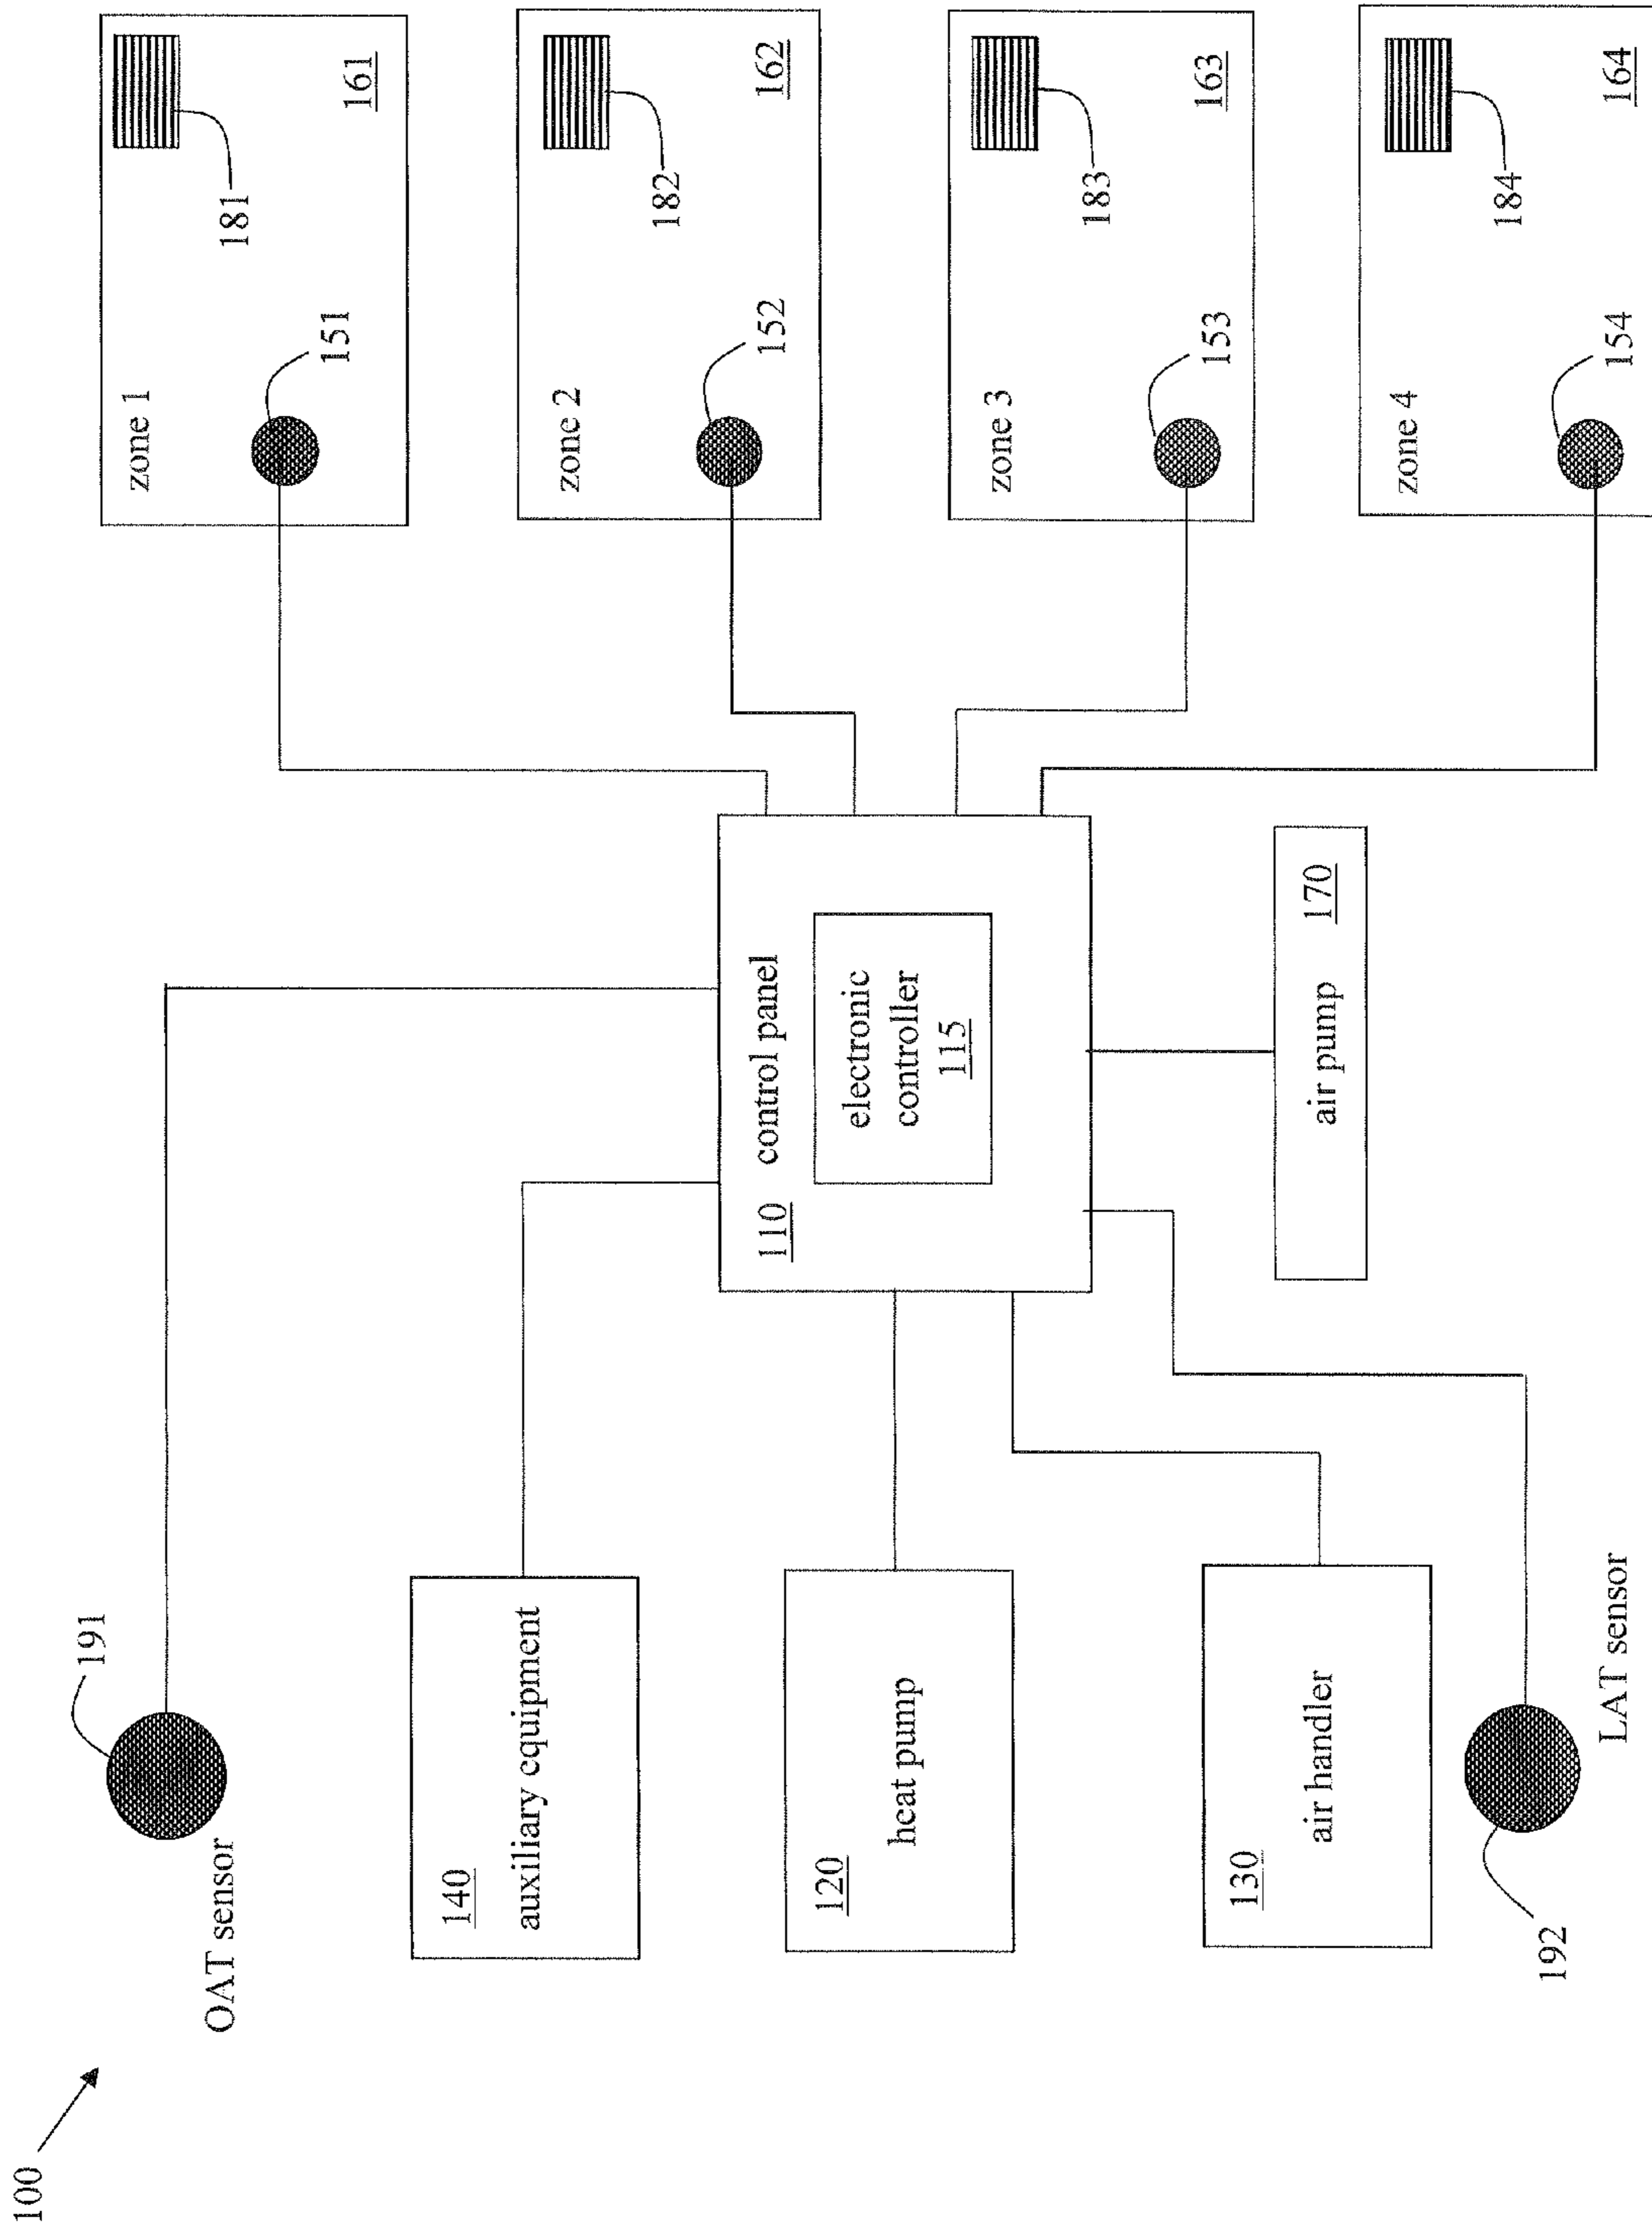 100
OAT sensor
191
140
auxiliary equipment
120
heat pump
130
air handler
192
LAT sensor
110 control panel
electronic
controller
115
air pump 170
zone 1
151
181
161
zone 2
152
182
162
zone 3
153
183
163
zone 4
154
184
164